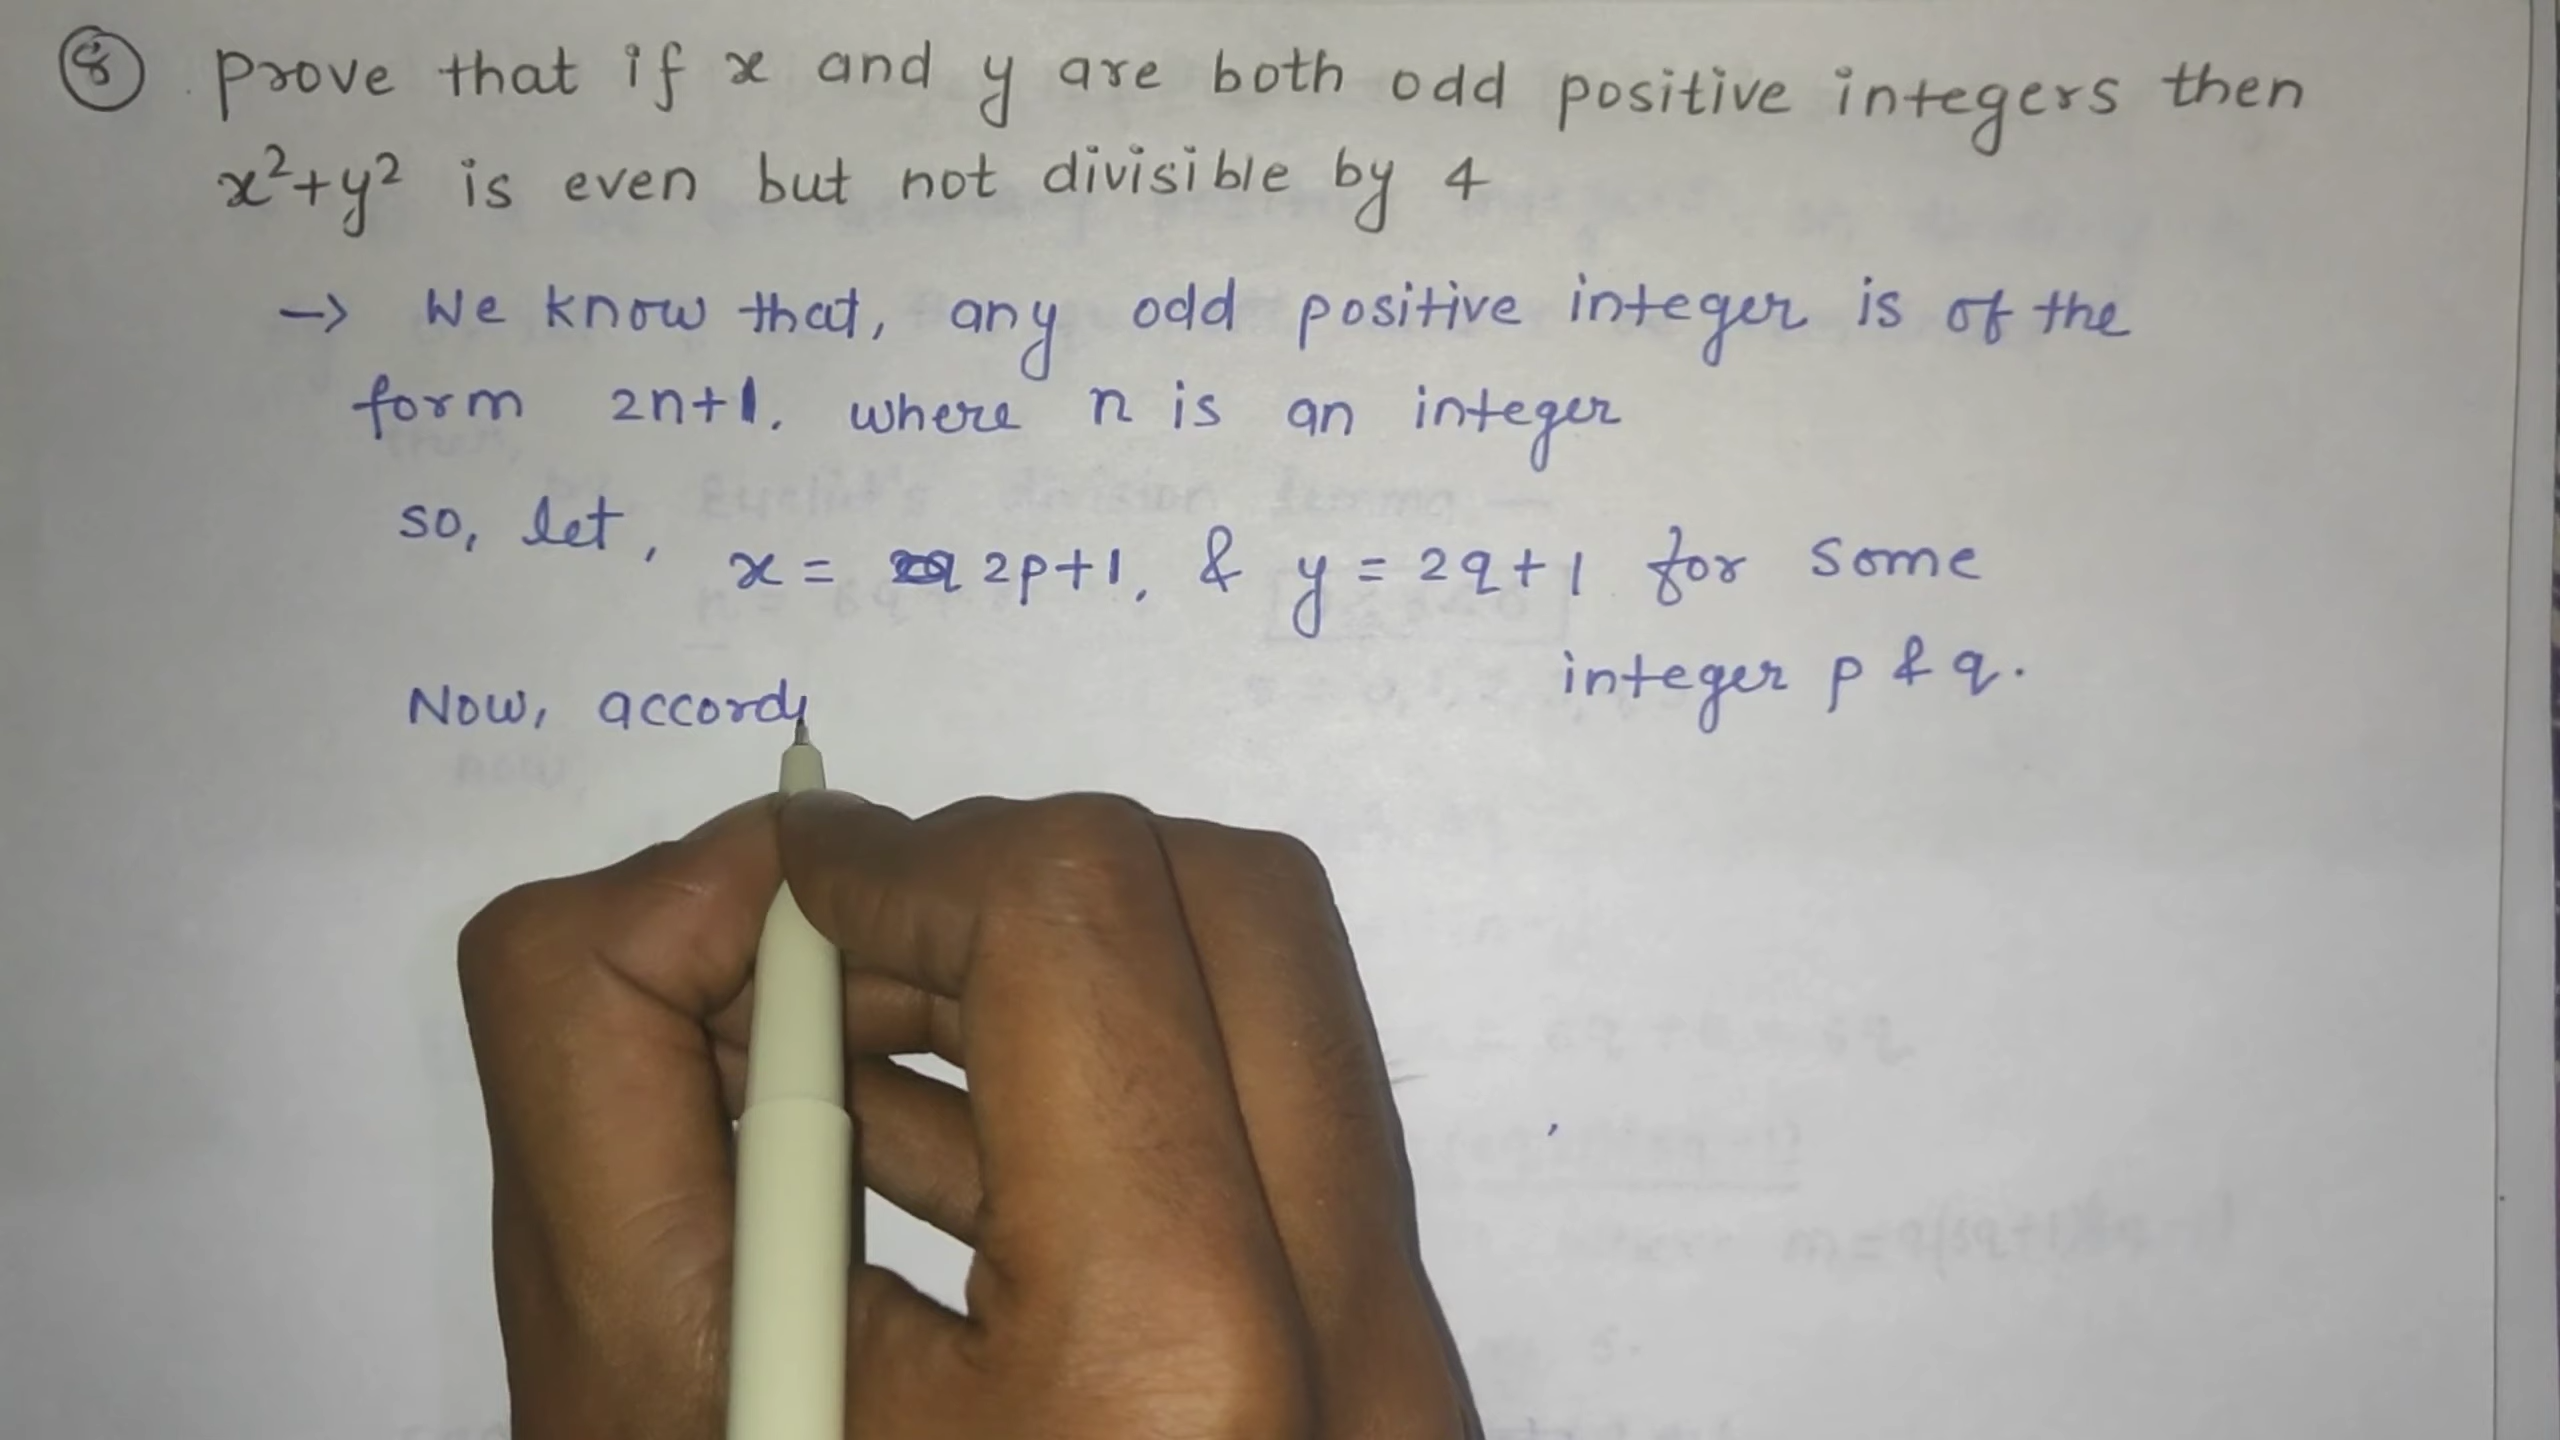 8 prove that if x and y are both odd positive integers then
x²+y² is even but not divisible by 4
→ We know that, any odd positive integer is of the
form 2n+1. where n is an integer
so, let, x = 2p+1, & y = 2q+1 for some
integer p & q.
Now, accord